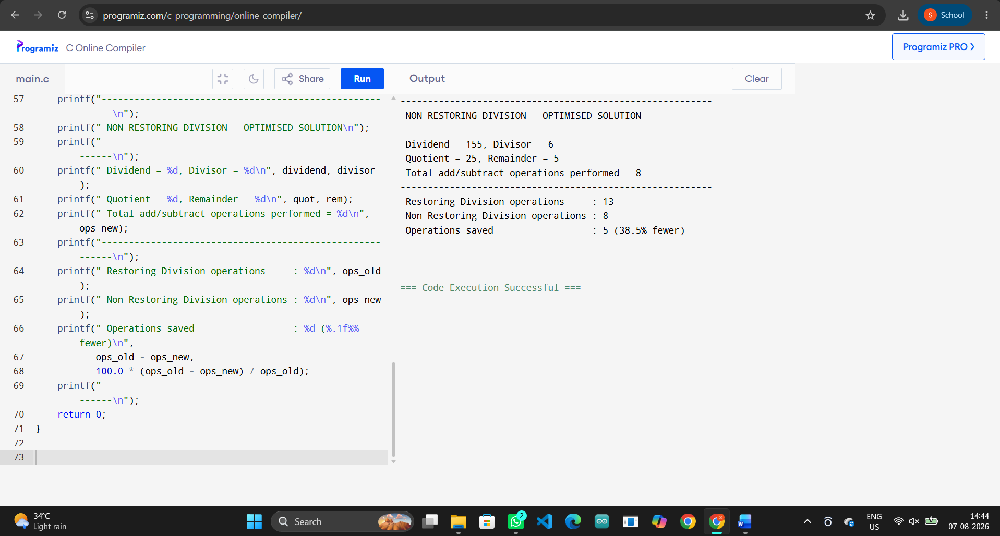 programiz.com/c-programming/online-compiler/
S School
Programiz C Online Compiler
Programiz PRO
main.c
Share
Run
Output
Clear
57 printf("---------------------------------------------------
------\n");
58 printf(" NON-RESTORING DIVISION - OPTIMISED SOLUTION\n");
59 printf("---------------------------------------------------
------\n");
60 printf(" Dividend = %d, Divisor = %d\n", dividend, divisor
);
61 printf(" Quotient = %d, Remainder = %d\n", quot, rem);
62 printf(" Total add/subtract operations performed = %d\n",
ops_new);
63 printf("---------------------------------------------------
------\n");
64 printf(" Restoring Division operations     : %d\n", ops_old
);
65 printf(" Non-Restoring Division operations : %d\n", ops_new
);
66 printf(" Operations saved                  : %d (%.1f%%
fewer)\n",
67 ops_old - ops_new,
68 100.0 * (ops_old - ops_new) / ops_old);
69 printf("---------------------------------------------------
------\n");
70 return 0;
71 }
72
73
---------------------------------------------------------
NON-RESTORING DIVISION - OPTIMISED SOLUTION
---------------------------------------------------------
Dividend = 155, Divisor = 6
Quotient = 25, Remainder = 5
Total add/subtract operations performed = 8
---------------------------------------------------------
Restoring Division operations     : 13
Non-Restoring Division operations : 8
Operations saved                  : 5 (38.5% fewer)
---------------------------------------------------------
=== Code Execution Successful ===
34°C
Light rain
Search
2
ENG
US
14:44
07-08-2026